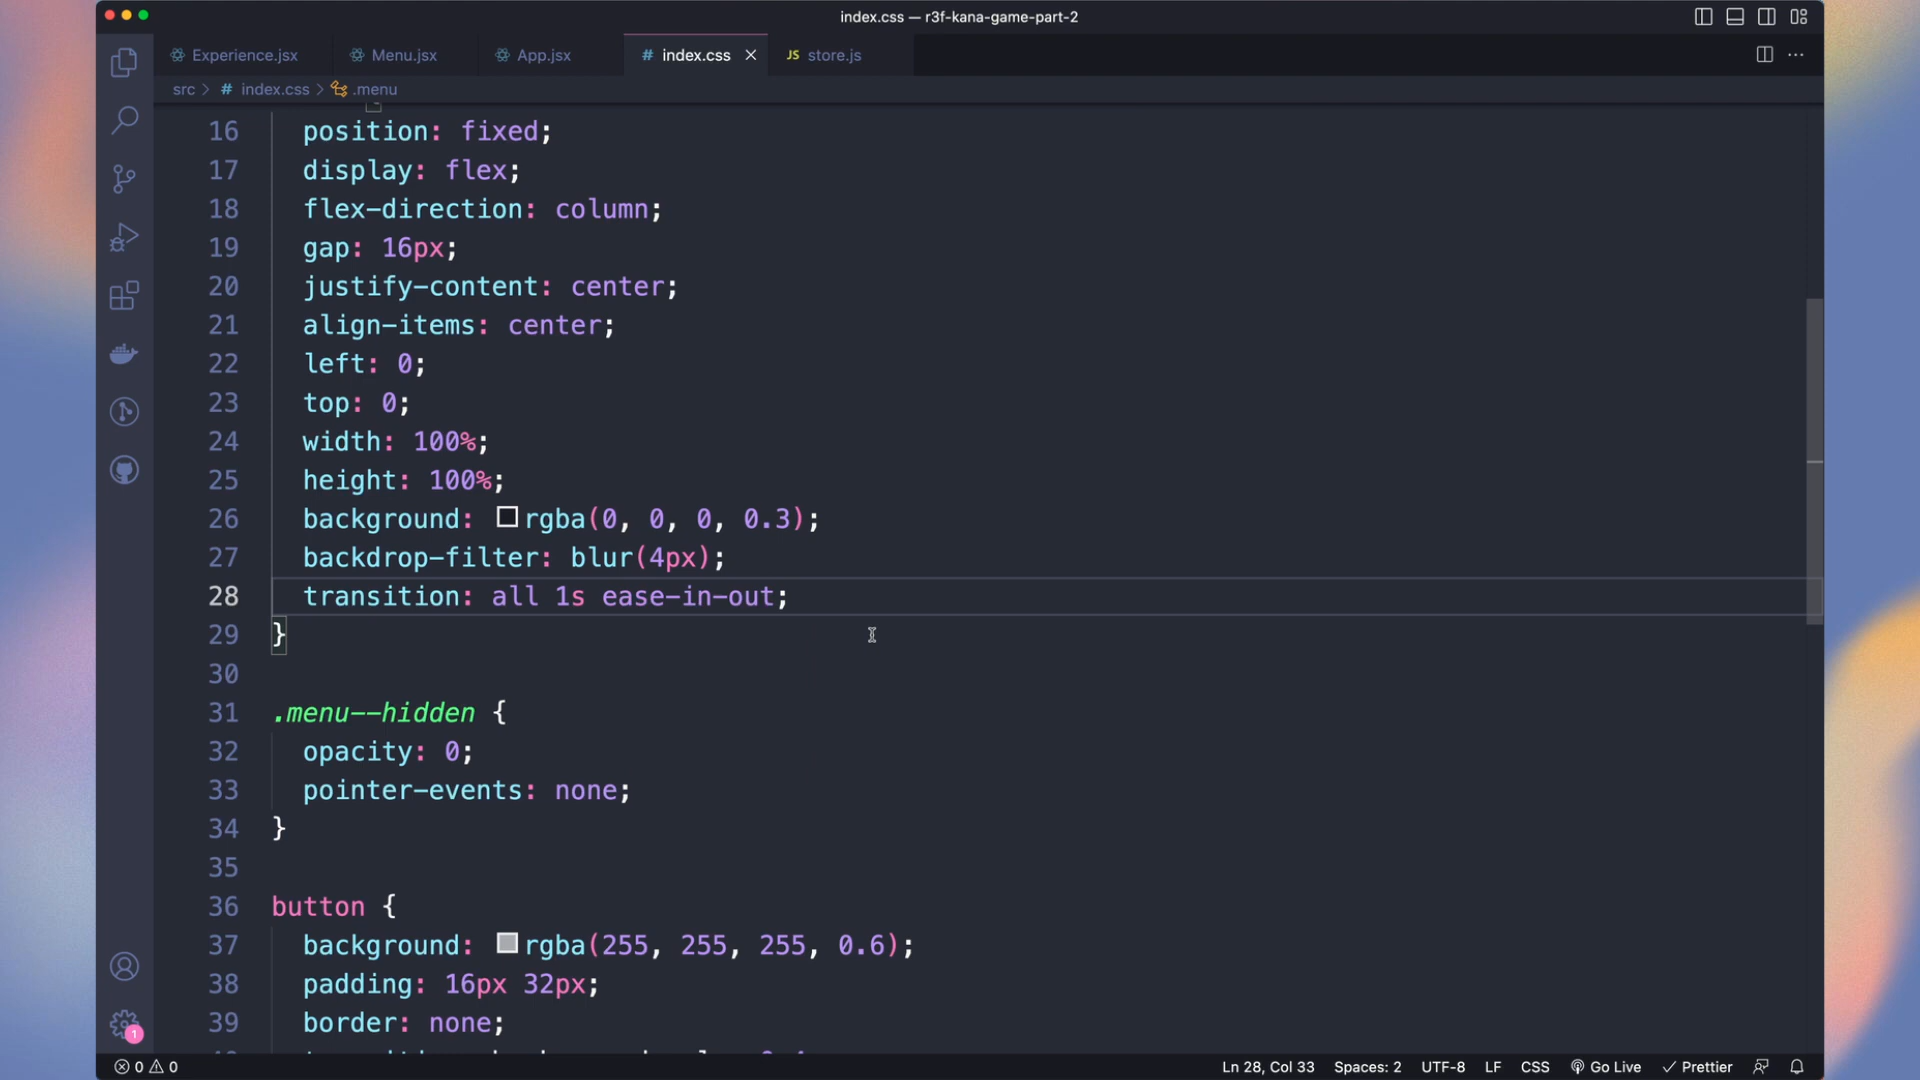 index.css — r3f-kana-game-part-2
Experience.jsx
Menu.jsx
App.jsx
# index.css
JS store.js
src > # index.css > .menu
16 position: fixed;
17 display: flex;
18 flex-direction: column;
19 gap: 16px;
20 justify-content: center;
21 align-items: center;
22 left: 0;
23 top: 0;
24 width: 100%;
25 height: 100%;
26 background: rgba(0, 0, 0, 0.3);
27 backdrop-filter: blur(4px);
28 transition: all 1s ease-in-out;
29 }
30
31 .menu--hidden {
32 opacity: 0;
33 pointer-events: none;
34 }
35
36 button {
37 background: rgba(255, 255, 255, 0.6);
38 padding: 16px 32px;
39 border: none;
1
0 0
Ln 28, Col 33
Spaces: 2
UTF-8
LF
CSS
Go Live
Prettier